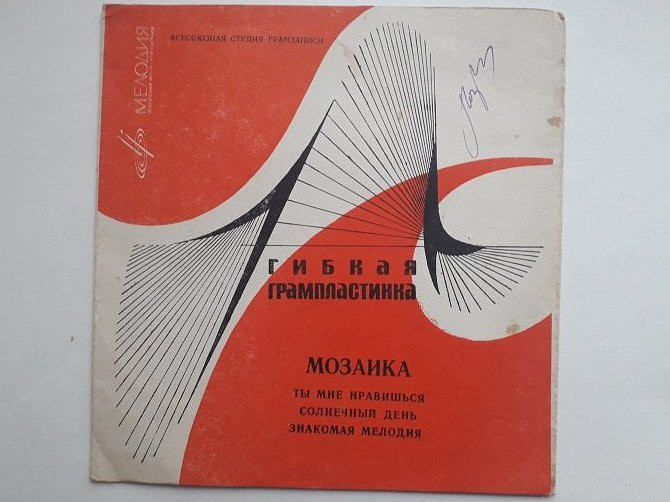 ВСЕСОЮЗНАЯ СТУДИЯ ГРАМЗАПИСИ
МЕЛОДИЯ
ГИБКАЯ
ГРАМПЛАСТИНКА
МОЗАИКА
ТЫ МНЕ НРАВИШЬСЯ
СОЛНЕЧНЫЙ ДЕНЬ
ЗНАКОМАЯ МЕЛОДИЯ